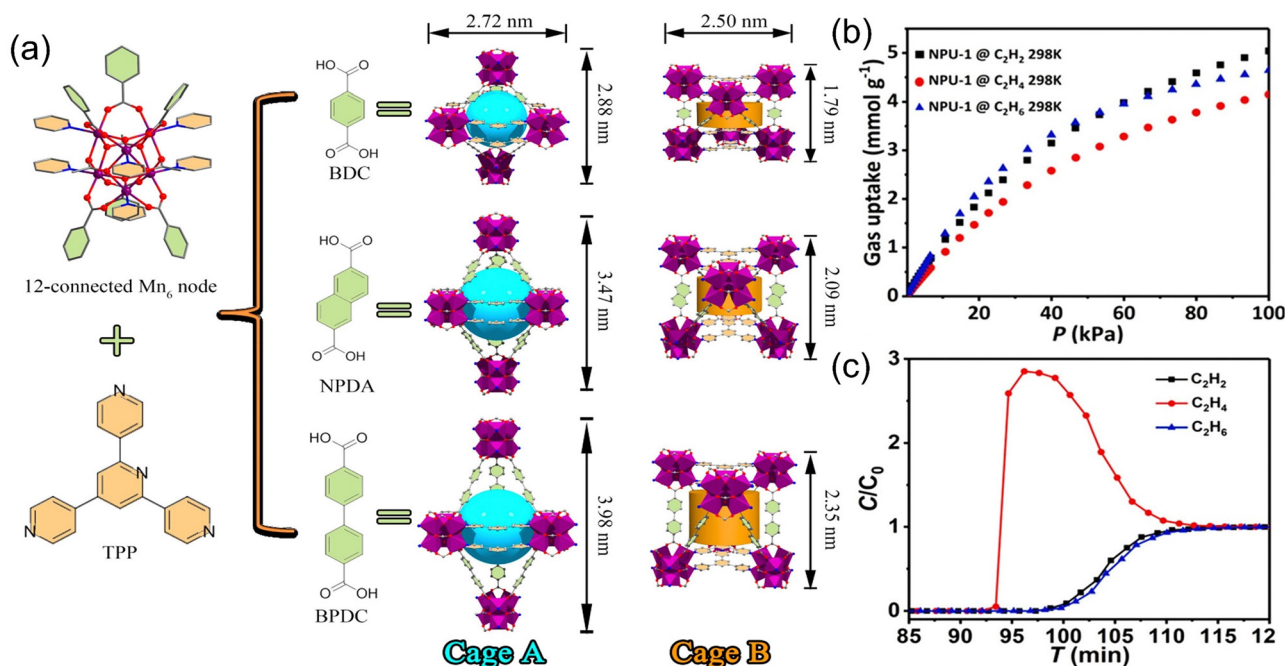 (a)
12-connected Mn6 node
N
N
N
N
TPP
HO
O
O
OH
BDC
HO
O
O
OH
NPDA
HO
O
O
OH
BPDC
2.72 nm
2.88 nm
3.47 nm
3.98 nm
Cage A
2.50 nm
1.79 nm
2.09 nm
2.35 nm
Cage B
(b)
NPU-1 @ C2H2 298K
NPU-1 @ C2H4 298K
NPU-1 @ C2H6 298K
Gas uptake (mmol g-1)
5
4
3
2
1
0
20
40
60
80
100
P (kPa)
(c)
C2H2
C2H4
C2H6
C/C0
3
2
1
0
85
90
95
100
105
110
115
12
T (min)